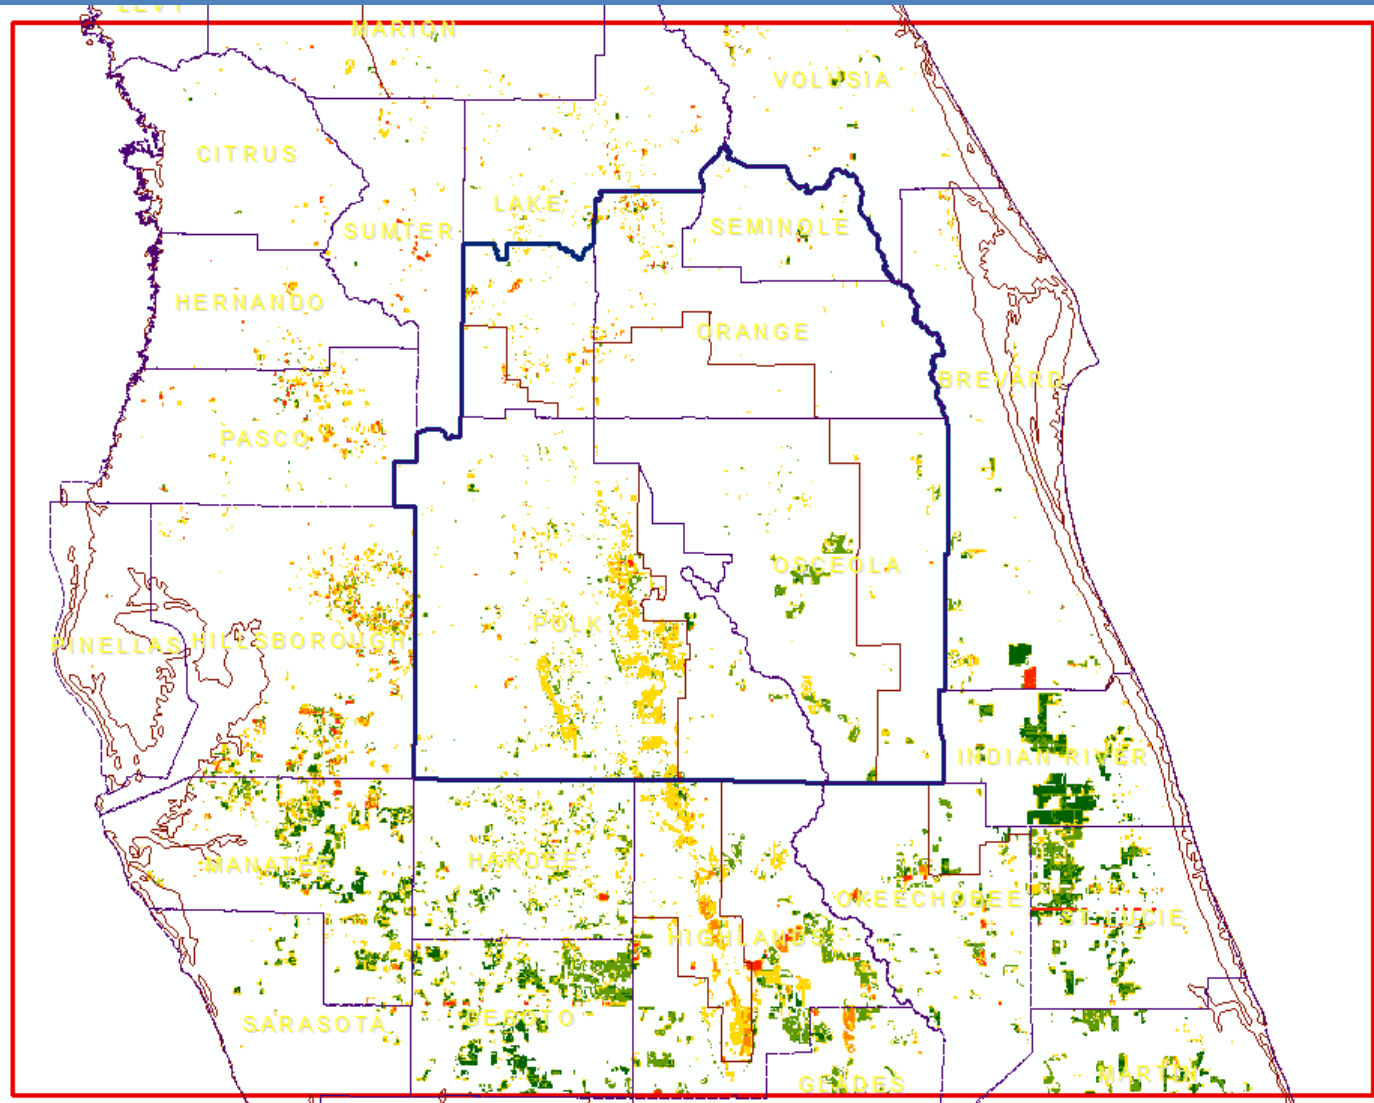 LEVY
MARION
VOLUSIA
CITRUS
LAKE
SUMTER
SEMINOLE
HERNANDO
ORANGE
BREVARD
PASCO
OSCEOLA
POLK
PINELLAS
HILLSBOROUGH
INDIAN RIVER
MANATEE
HARDEE
OKEECHOBEE
ST. LUCIE
HIGHLANDS
SARASOTA
DESOTO
GLADES
MARTIN